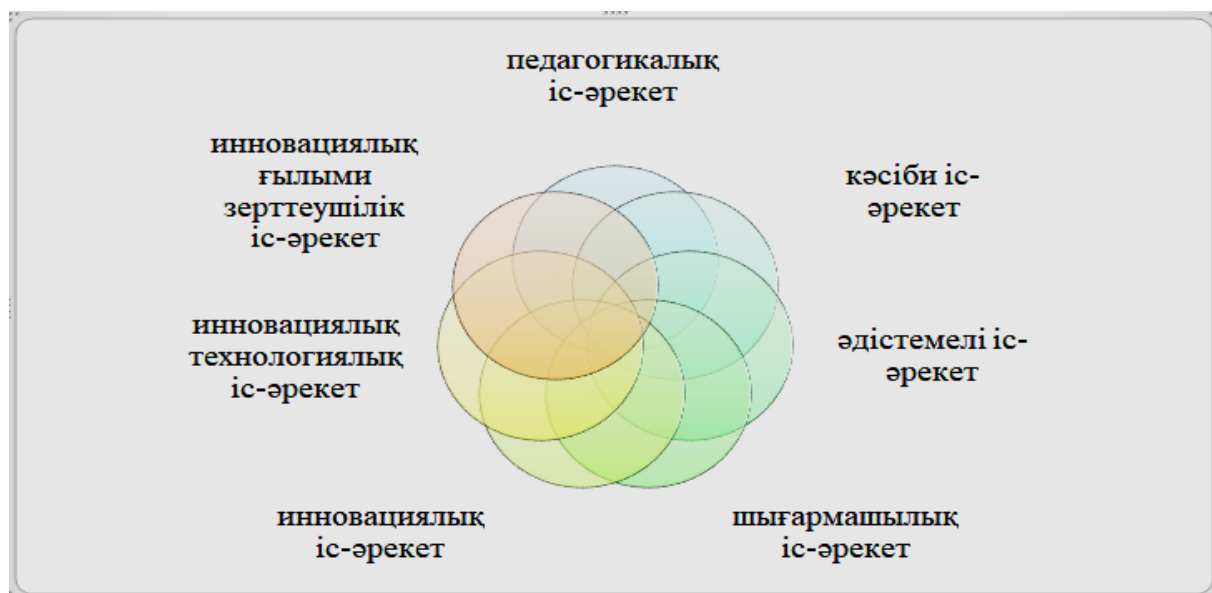 педагогикалық
іс-әрекет
инновациялық
ғылыми
зерттеушілік
іс-әрекет
кәсіби іс-
әрекет
инновациялық
технологиялық
іс-әрекет
әдістемелі іс-
әрекет
инновациялық
іс-әрекет
шығармашылық
іс-әрекет